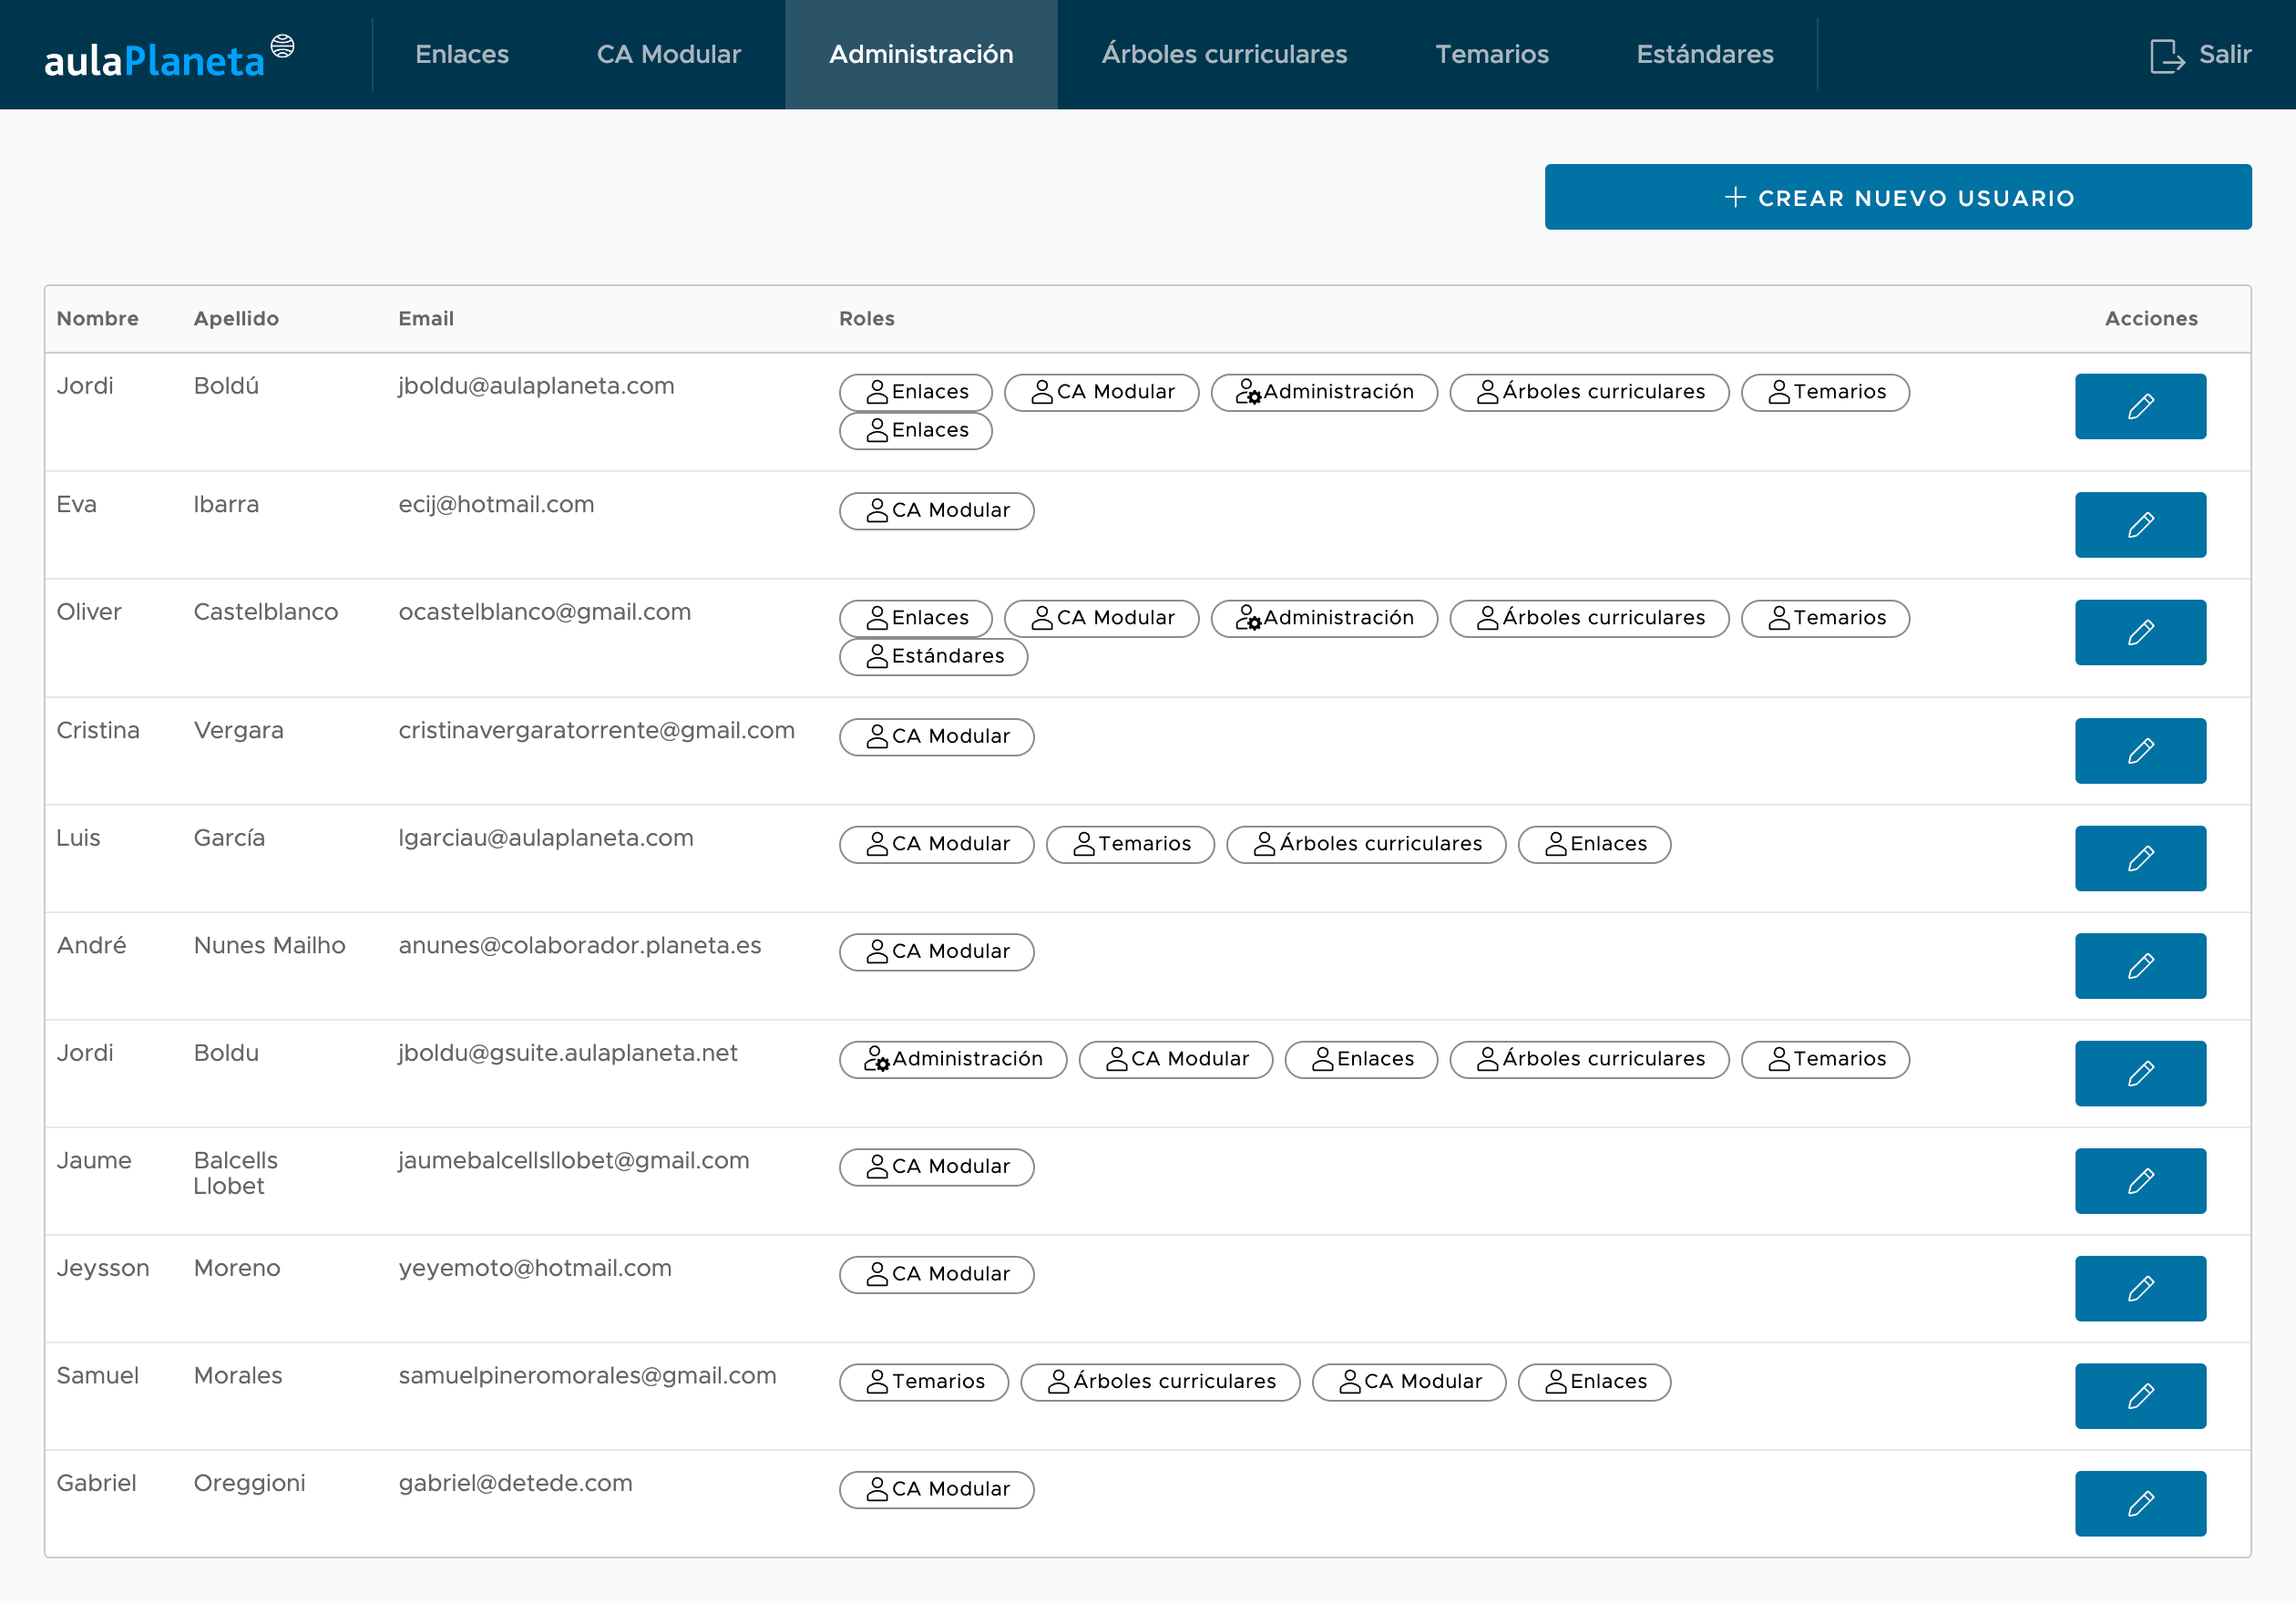 aulaPlaneta Enlaces CA Modular Administración Árboles curriculares Temarios Estándares Salir
CREAR NUEVO USUARIO
Nombre Apellido Email Roles Acciones
Jordi Boldú jboldu@aulaplaneta.com Enlaces CA Modular Administración Árboles curriculares Temarios
Enlaces
Eva Ibarra ecij@hotmail.com CA Modular
Oliver Castelblanco ocastelblanco@gmail.com Enlaces CA Modular Administración Árboles curriculares Temarios
Estándares
Cristina Vergara cristinavergaratorrente@gmail.com CA Modular
Luis García lgarciau@aulaplaneta.com CA Modular Temarios Árboles curriculares Enlaces
André Nunes Mailho anunes@colaborador.planeta.es CA Modular
Jordi Boldu jboldu@gsuite.aulaplaneta.net Administración CA Modular Enlaces Árboles curriculares Temarios
Jaume Balcells jaumebalcellsllobet@gmail.com CA Modular
Llobet
Jeysson Moreno yeyemoto@hotmail.com CA Modular
Samuel Morales samuelpineromorales@gmail.com Temarios Árboles curriculares CA Modular Enlaces
Gabriel Oreggioni gabriel@detede.com CA Modular